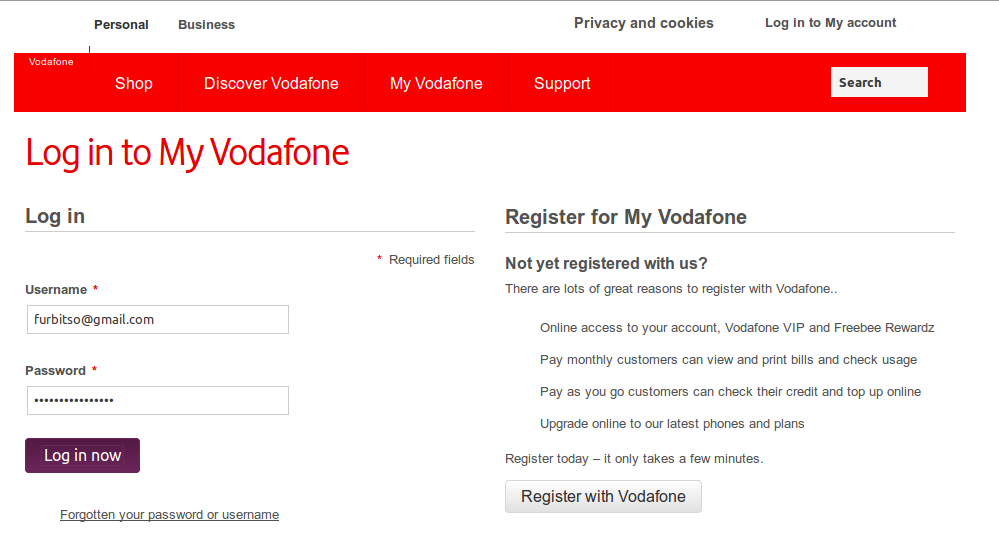 Personal Business Privacy and cookies Log in to My account
Vodafone
Shop Discover Vodafone My Vodafone Support Search
Log in to My Vodafone
Log in
* Required fields
Username *
furbitso@gmail.com
Password *
••••••••••••••••
Log in now
Forgotten your password or username
Register for My Vodafone
Not yet registered with us?
There are lots of great reasons to register with Vodafone..
Online access to your account, Vodafone VIP and Freebee Rewardz
Pay monthly customers can view and print bills and check usage
Pay as you go customers can check their credit and top up online
Upgrade online to our latest phones and plans
Register today – it only takes a few minutes.
Register with Vodafone